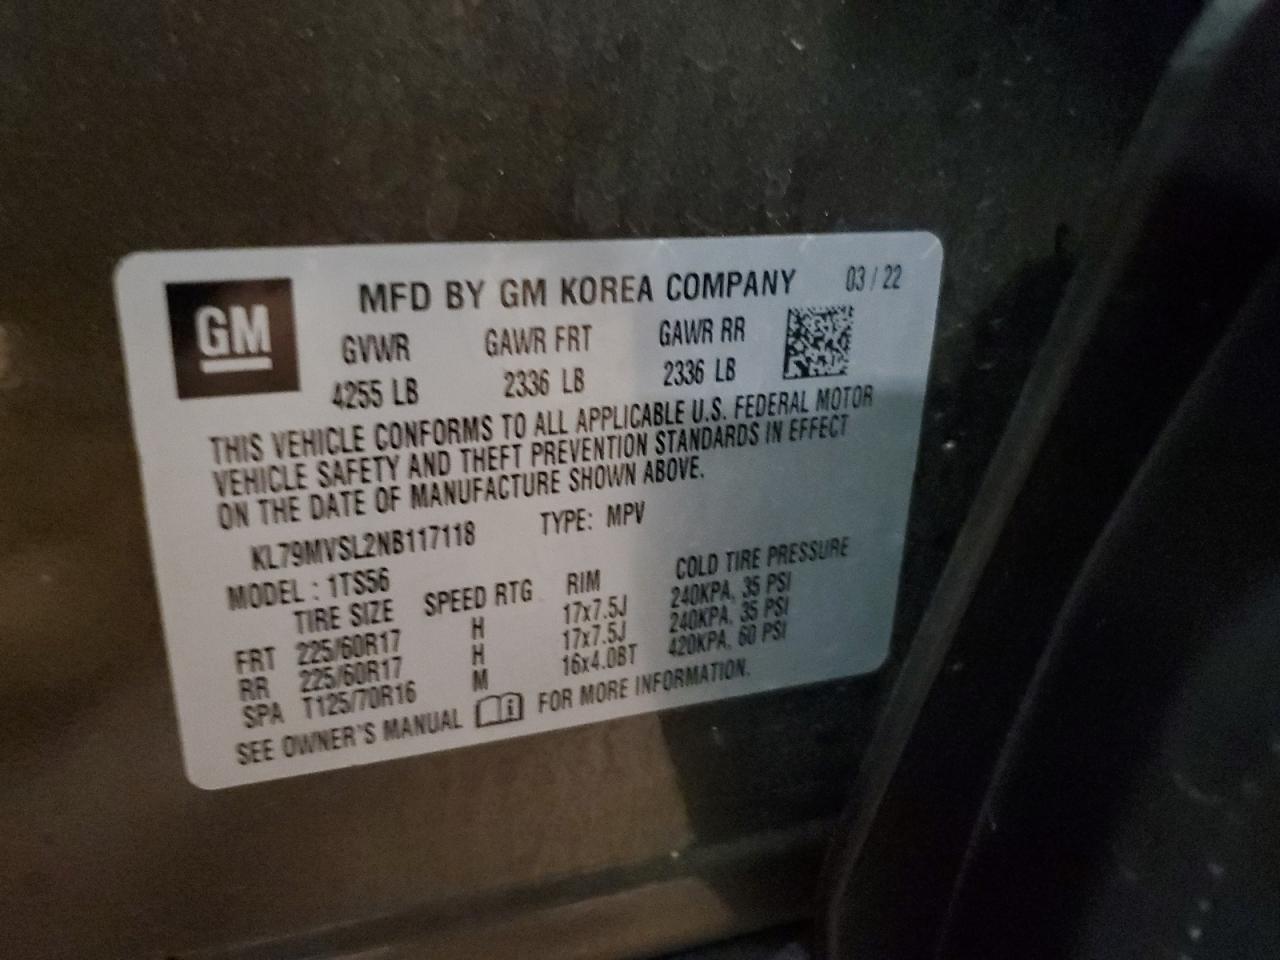 GM
MFD BY GM KOREA COMPANY 03 / 22
GVWR GAWR FRT GAWR RR
4255 LB 2336 LB 2336 LB
THIS VEHICLE CONFORMS TO ALL APPLICABLE U.S. FEDERAL MOTOR
VEHICLE SAFETY AND THEFT PREVENTION STANDARDS IN EFFECT
ON THE DATE OF MANUFACTURE SHOWN ABOVE.
KL79MVSL2NB117118 TYPE: MPV
MODEL : 1TS56
TIRE SIZE SPEED RTG RIM COLD TIRE PRESSURE
FRT 225/60R17 H 17x7.5J 240KPA, 35 PSI
RR 225/60R17 H 17x7.5J 240KPA, 35 PSI
SPA T125/70R16 M 16x4.0BT 420KPA, 60 PSI
SEE OWNER'S MANUAL i FOR MORE INFORMATION.